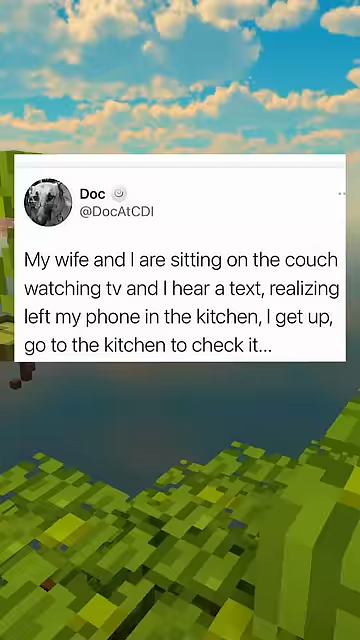 Doc
@DocAtCDI
My wife and I are sitting on the couch
watching tv and I hear a text, realizing
left my phone in the kitchen, I get up,
go to the kitchen to check it...